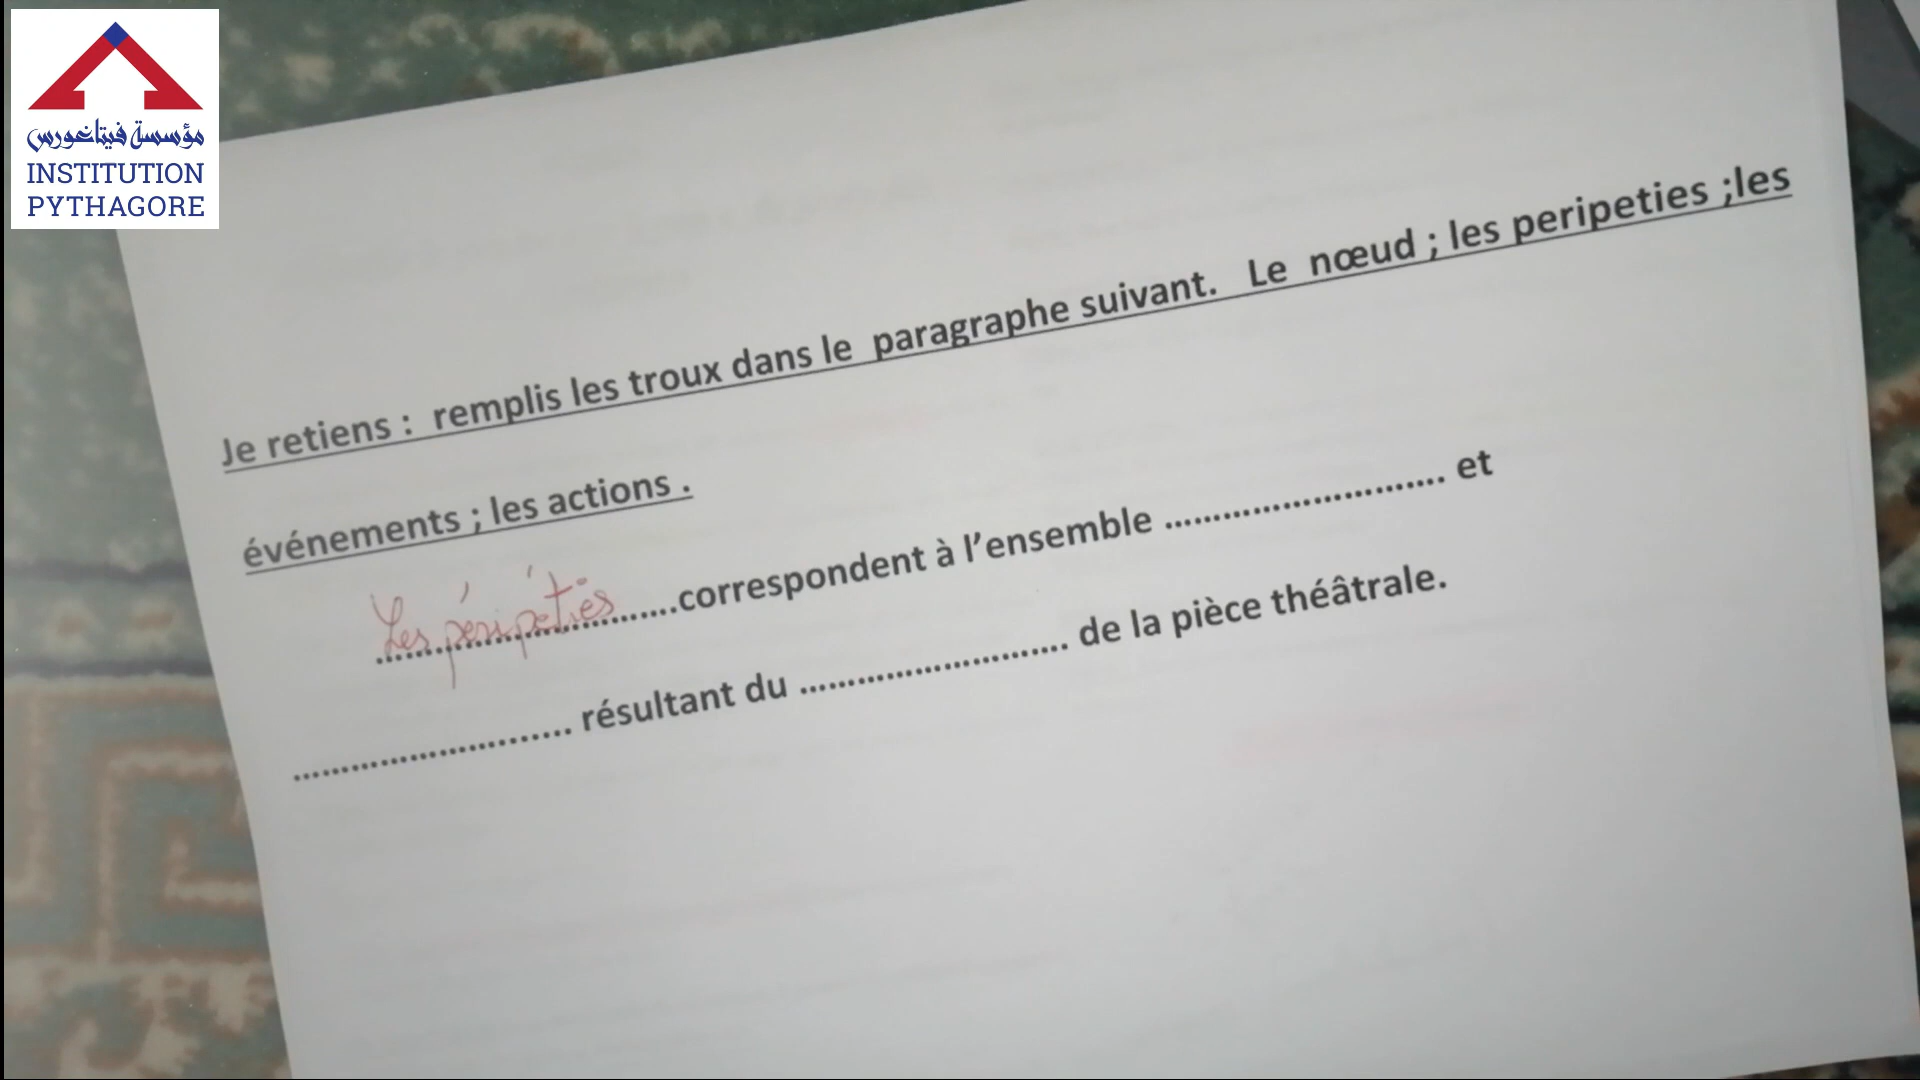 مؤسسة فيتاغورس
INSTITUTION
PYTHAGORE
Je retiens : remplis les troux dans le paragraphe suivant. Le nœud ; les peripeties ;les
événements ; les actions .
Les péripéties ..........correspondent à l'ensemble .............................. et
.............................. résultant du .............................. de la pièce théâtrale.